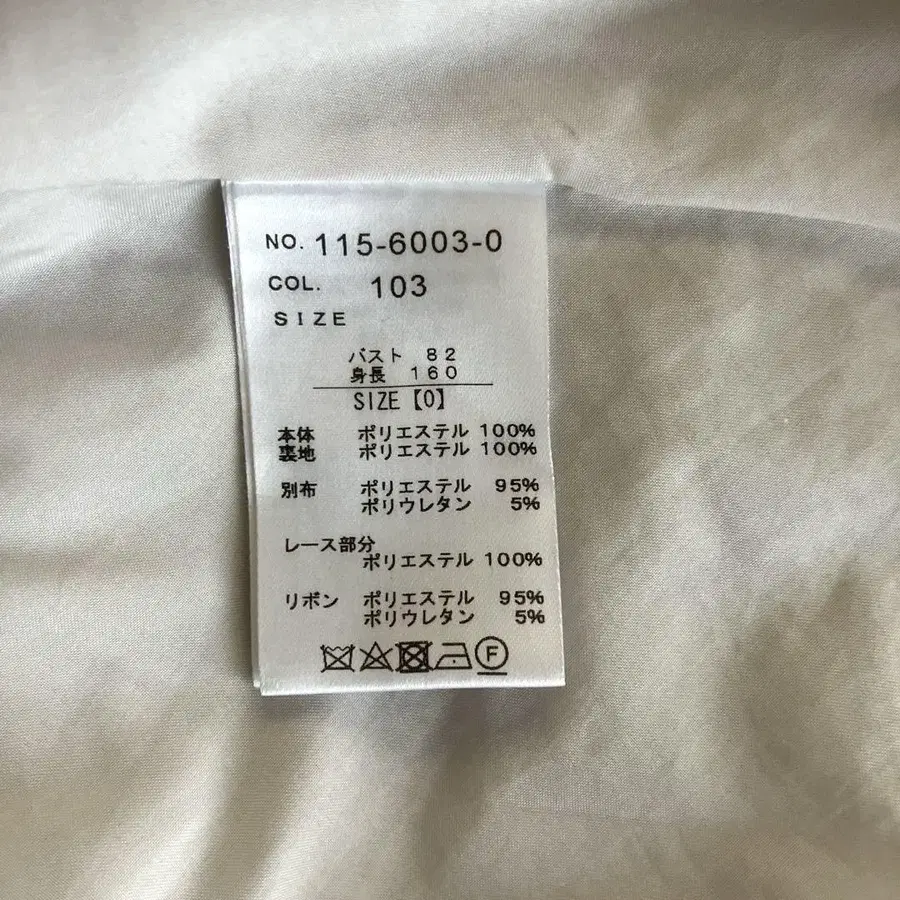 NO. 115-6003-0
COL. 103
SIZE
バスト 82
身長 160
SIZE【0】
本体 ポリエステル 100%
裏地 ポリエステル 100%
別布 ポリエステル 95%
ポリウレタン 5%
レース部分
ポリエステル 100%
リボン ポリエステル 95%
ポリウレタン 5%
F